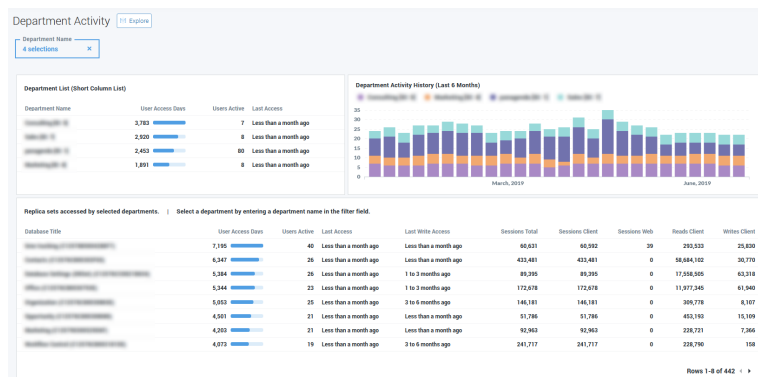 Department Activity Explore
Department Name
4 selections ×
Department List (Short Column List)
Department Name User Access Days Users Active Last Access
3,783 7 Less than a month ago
2,920 8 Less than a month ago
2,453 80 Less than a month ago
1,891 8 Less than a month ago
Department Activity History (Last 6 Months)
35
30
25
20
15
10
5
0
March, 2019 June, 2019
Replica sets accessed by selected departments. | Select a department by entering a department name in the filter field.
Database Title User Access Days Users Active Last Access Last Write Access Sessions Total Sessions Client Sessions Web Reads Client Writes Client
7,195 40 Less than a month ago Less than a month ago 60,631 60,592 39 293,533 25,830
6,347 26 Less than a month ago Less than a month ago 433,481 433,481 0 58,684,102 30,770
5,384 26 Less than a month ago 1 to 3 months ago 89,395 89,395 0 17,558,505 63,318
5,344 23 Less than a month ago 1 to 3 months ago 172,678 172,678 0 11,977,345 61,940
5,053 25 Less than a month ago 3 to 6 months ago 146,181 146,181 0 309,778 8,107
4,501 21 Less than a month ago Less than a month ago 51,786 51,786 0 453,193 15,109
4,203 21 Less than a month ago Less than a month ago 92,963 92,963 0 228,721 7,366
4,073 19 Less than a month ago 3 to 6 months ago 241,717 241,717 0 228,790 158
Rows 1-8 of 442